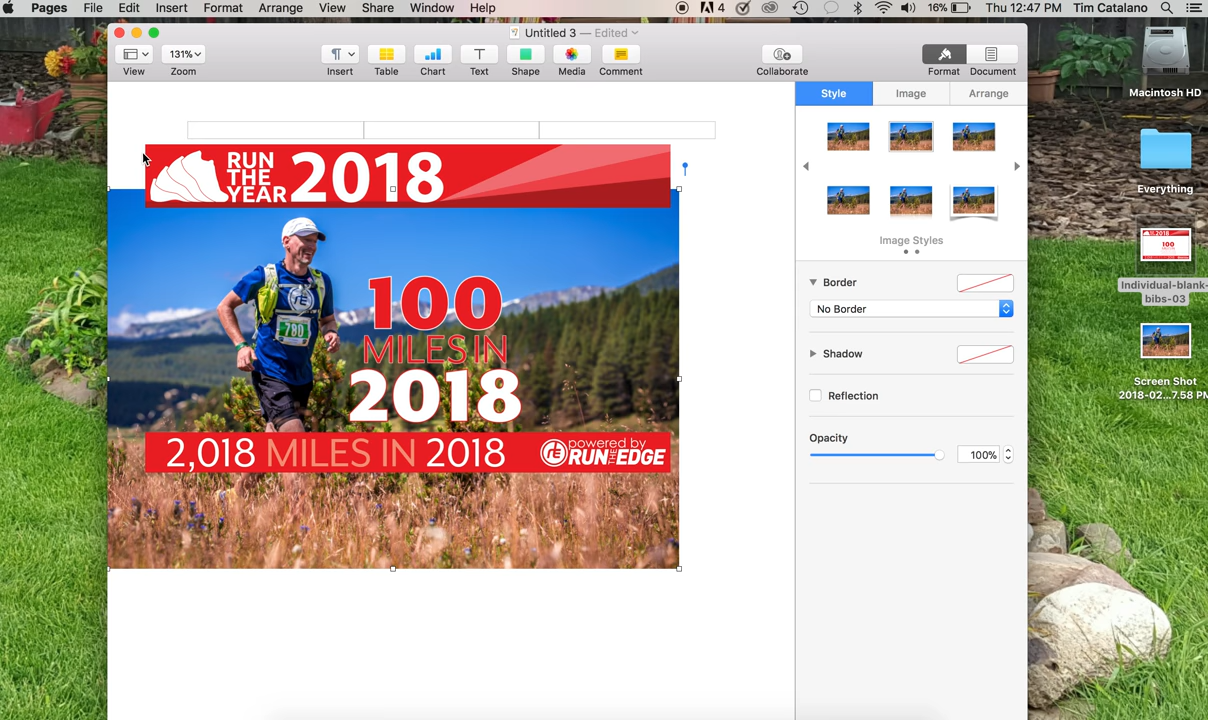 Pages File Edit Insert Format Arrange View Share Window Help 4 16% Thu 12:47 PM Tim Catalano
Untitled 3 — Edited
131%
View Zoom Insert Table Chart Text Shape Media Comment Collaborate Format Document
Style Image Arrange
Image Styles
Border
No Border
Shadow
Reflection
Opacity
100%
RUN
THE
YEAR 2018
780
100
MILES IN
2018
2,018 MILES IN 2018
powered by
RUN THE EDGE
Macintosh HD
Everything
2018
100
Individual-blank-
bibs-03
Screen Shot
2018-02...7.58 PM